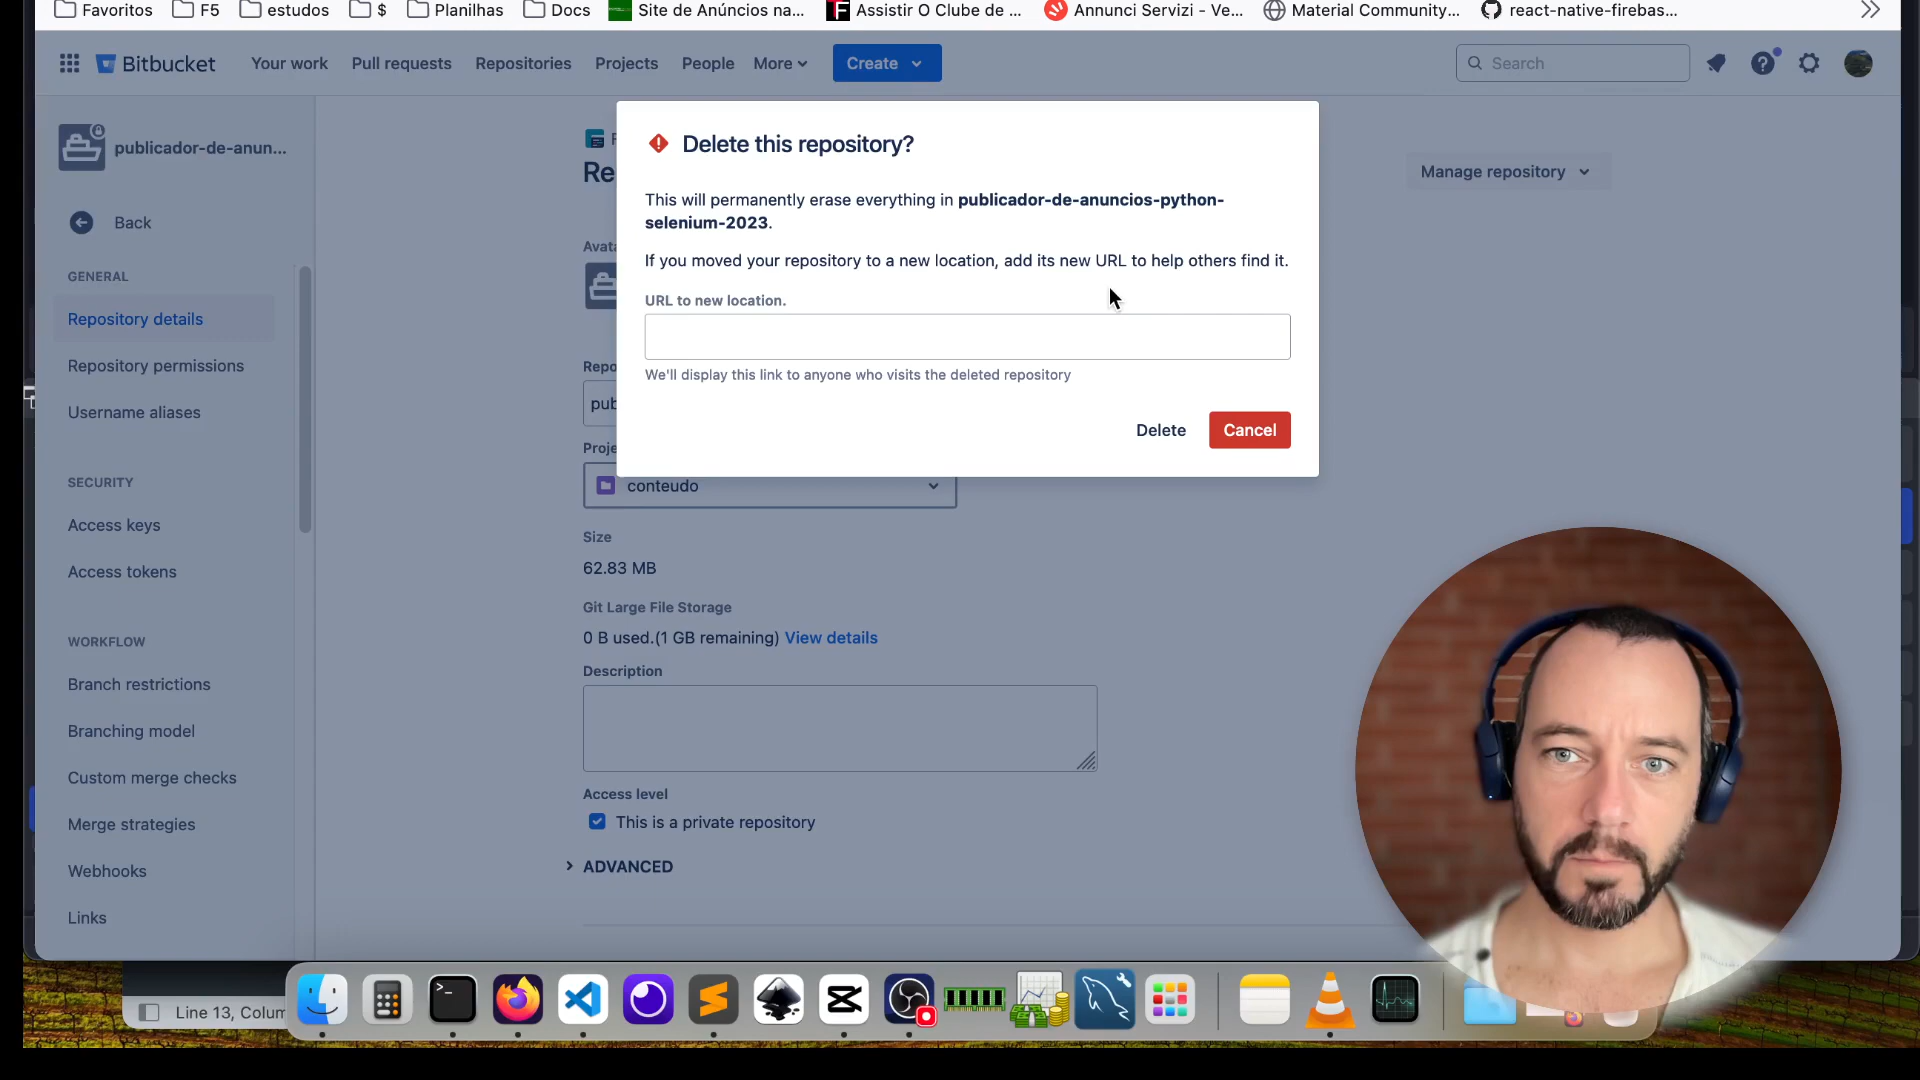 Favoritos F5 estudos $ Planilhas Docs Site de Anúncios na... Assistir O Clube de ... Annunci Servizi - Ve... Material Community... react-native-firebas...
Bitbucket Your work Pull requests Repositories Projects People More Create Search
publicador-de-anun...
Back
GENERAL
Repository details
Repository permissions
Username aliases
SECURITY
Access keys
Access tokens
WORKFLOW
Branch restrictions
Branching model
Custom merge checks
Merge strategies
Webhooks
Links
Re
Manage repository
Avata
Repo
pub
Proje
conteudo
Size
62.83 MB
Git Large File Storage
0 B used.(1 GB remaining) View details
Description
Access level
This is a private repository
ADVANCED
Delete this repository?
This will permanently erase everything in publicador-de-anuncios-python-
selenium-2023.
If you moved your repository to a new location, add its new URL to help others find it.
URL to new location.
We'll display this link to anyone who visits the deleted repository
Delete Cancel
Line 13, Colum